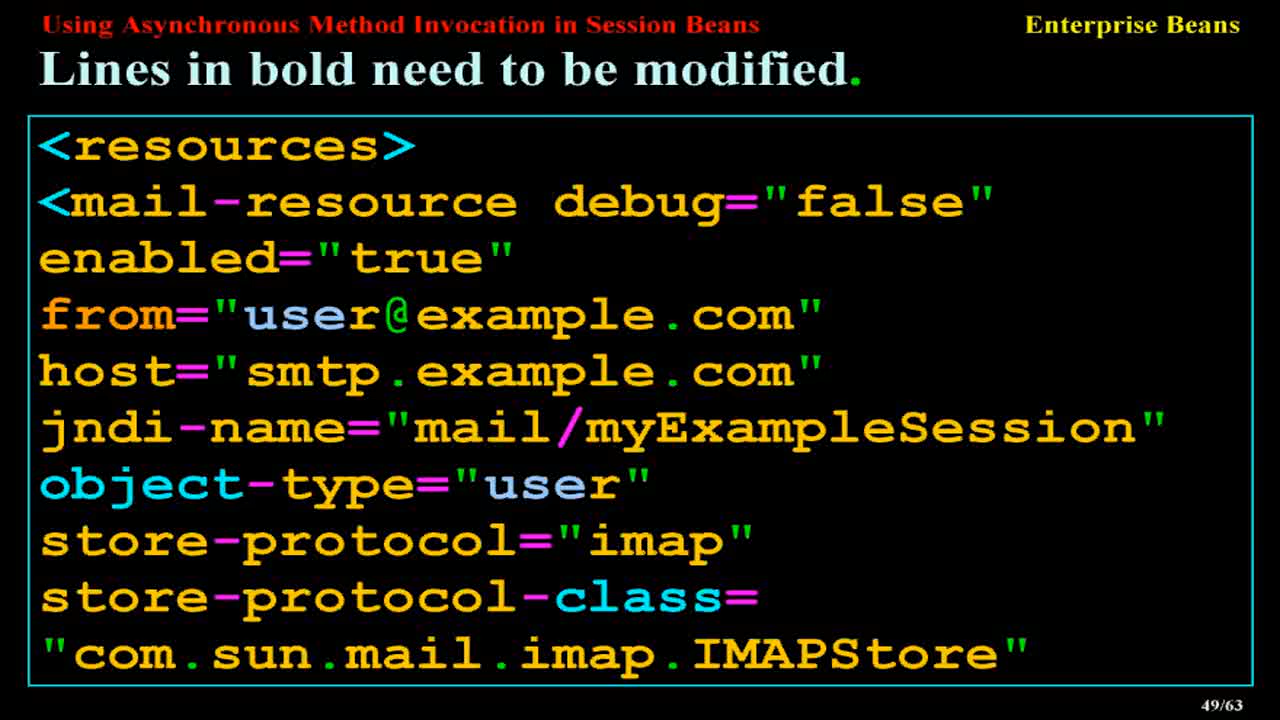 Using Asynchronous Method Invocation in Session Beans
Enterprise Beans
Lines in bold need to be modified.
<resources>
<mail-resource debug="false"
enabled="true"
from="user@example.com"
host="smtp.example.com"
jndi-name="mail/myExampleSession"
object-type="user"
store-protocol="imap"
store-protocol-class=
"com.sun.mail.imap.IMAPStore"
49/63